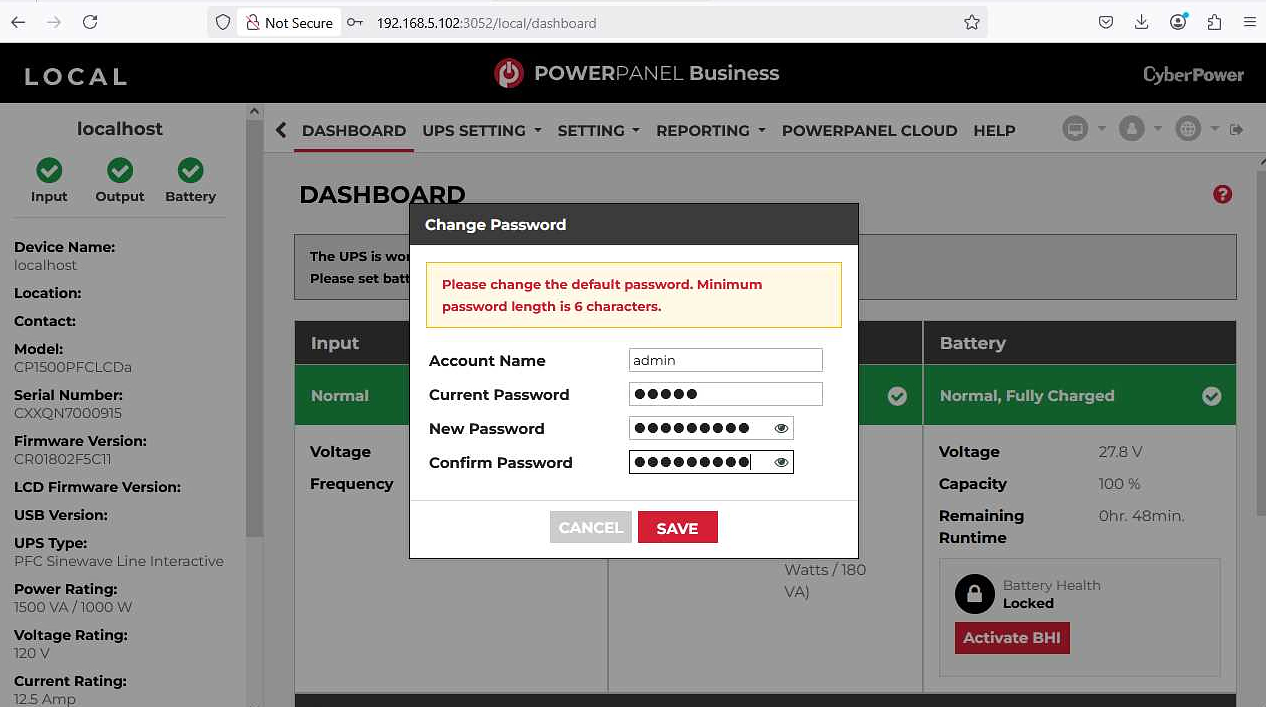 Not Secure
192.168.5.102:3052/local/dashboard
LOCAL
POWERPANEL Business
CyberPower
localhost
Input
Output
Battery
Device Name:
localhost
Location:
Contact:
Model:
CP1500PFCLCDa
Serial Number:
CXXQN7000915
Firmware Version:
CR01802F5C11
LCD Firmware Version:
USB Version:
UPS Type:
PFC Sinewave Line Interactive
Power Rating:
1500 VA / 1000 W
Voltage Rating:
120 V
Current Rating:
12.5 Amp
DASHBOARD
UPS SETTING
SETTING
REPORTING
POWERPANEL CLOUD
HELP
DASHBOARD
?
The UPS is wor
Please set batt
Change Password
Please change the default password. Minimum
password length is 6 characters.
Account Name
admin
Current Password
New Password
Confirm Password
CANCEL
SAVE
Input
Normal
Voltage
Frequency
Watts / 180
VA)
Battery
Normal, Fully Charged
Voltage
27.8 V
Capacity
100 %
Remaining
Runtime
0hr. 48min.
Battery Health
Locked
Activate BHI